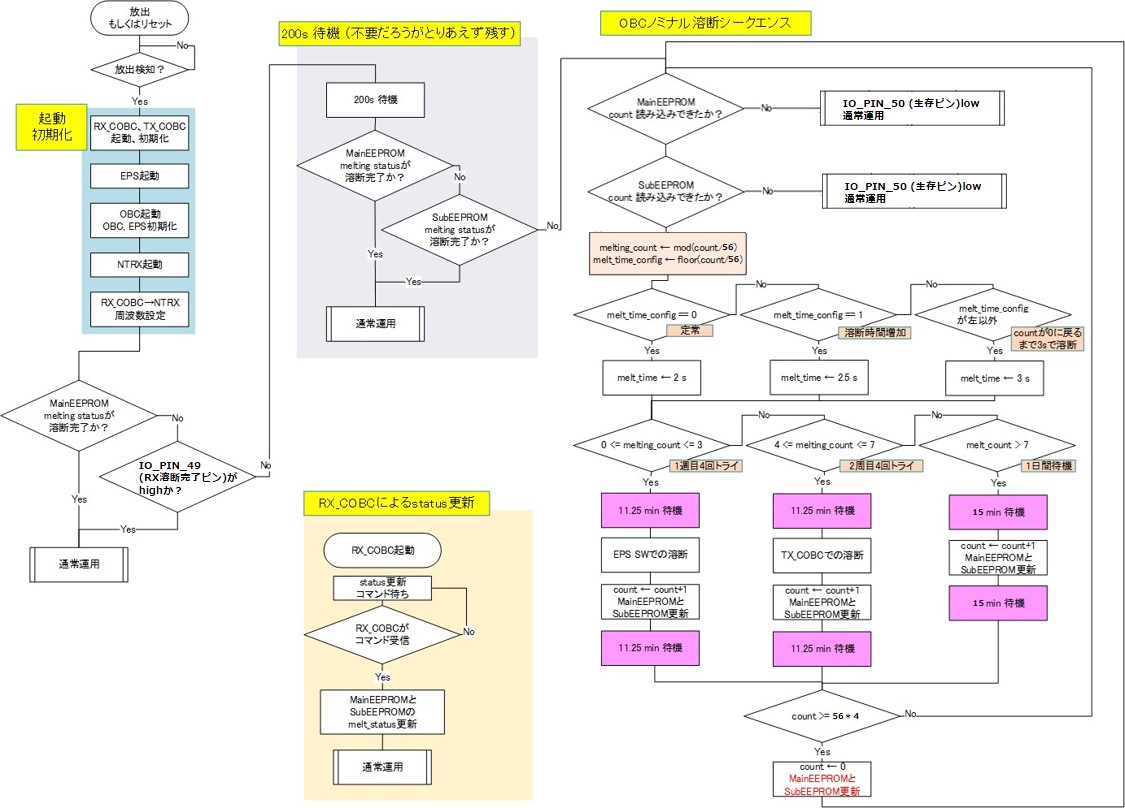 放出
もしくはリセット
No
放出検知？
Yes
起動
初期化
RX_COBC、TX_COBC
起動、初期化
EPS起動
OBC起動
OBC, EPS初期化
NTRX起動
RX_COBC→NTRX
周波数設定
MainEEPROM
melting statusが
溶断完了か？
No
IO_PIN_49
(RX溶断完了ピン)が
highか？
No
Yes
Yes
通常運用
200s 待機（不要だろうがとりあえず残す）
200s 待機
MainEEPROM
melting statusが
溶断完了か？
No
SubEEPROM
melting statusが
溶断完了か？
No
Yes
Yes
通常運用
RX_COBCによるstatus更新
RX_COBC起動
status更新
コマンド待ち
RX_COBCが
コマンド受信
No
Yes
MainEEPROMと
SubEEPROMの
melt_status更新
通常運用
OBCノミナル溶断シークエンス
MainEEPROM
count 読み込みできたか？
No
IO_PIN_50 (生存ピン)low
通常運用
SubEEPROM
count 読み込みできたか？
No
IO_PIN_50 (生存ピン)low
通常運用
melting_count ← mod(count/56)
melt_time_config ← floor(count/56)
melt_time_config == 0
定常
No
melt_time_config == 1
溶断時間増加
No
melt_time_config
が左以外
countが0に戻る
まで3sで溶断
Yes
Yes
Yes
melt_time ← 2 s
melt_time ← 2.5 s
melt_time ← 3 s
0 <= melting_count <= 3
1週目4回トライ
No
4 <= melting_count <= 7
2周目4回トライ
No
melt_count > 7
1日間待機
Yes
Yes
Yes
11.25 min 待機
11.25 min 待機
15 min 待機
EPS SWでの溶断
TX_COBCでの溶断
count ← count+1
MainEEPROMと
SubEEPROM更新
count ← count+1
MainEEPROMと
SubEEPROM更新
count ← count+1
MainEEPROMと
SubEEPROM更新
15 min 待機
11.25 min 待機
11.25 min 待機
count >= 56 * 4
No
Yes
count ← 0
MainEEPROMと
SubEEPROM更新